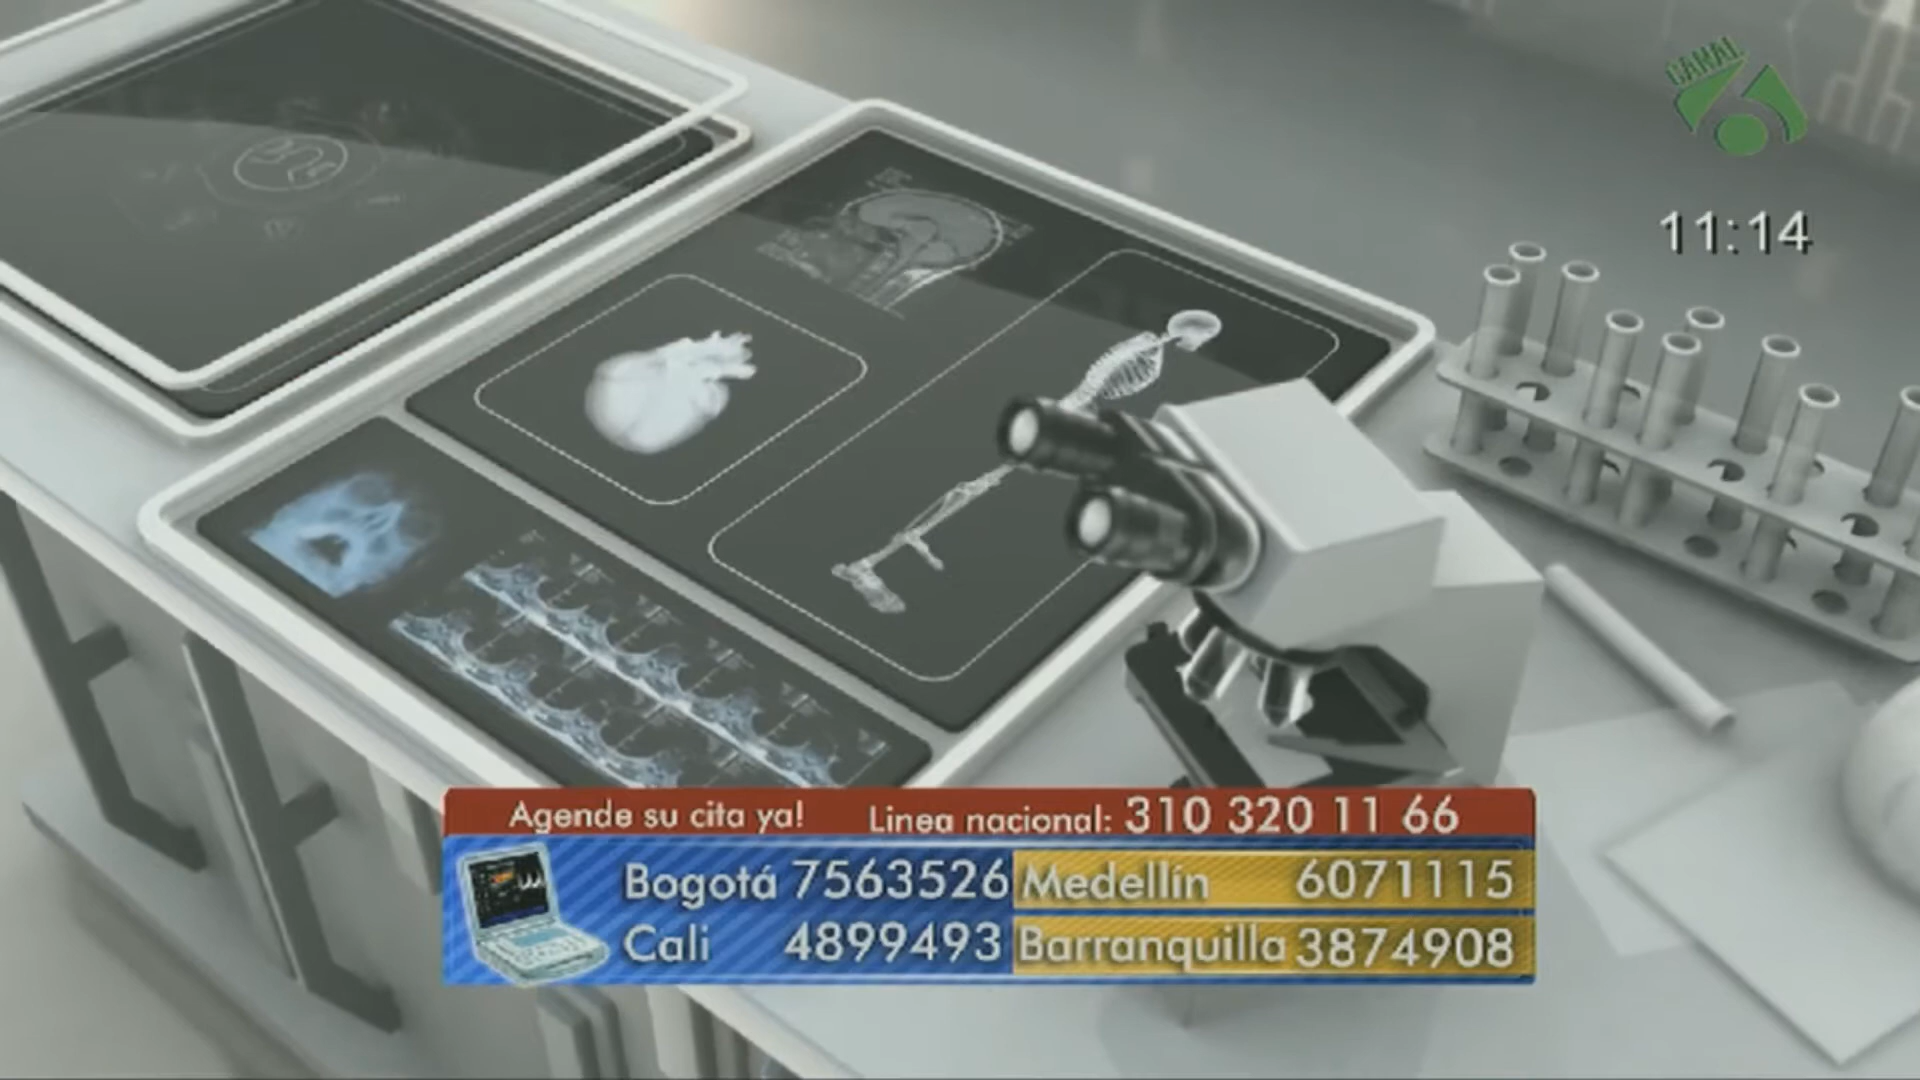 CANAL
6
11:14
Agende su cita ya! Linea nacional: 310 320 11 66
Bogotá 7563526 Medellín 6071115
Cali 4899493 Barranquilla 3874908